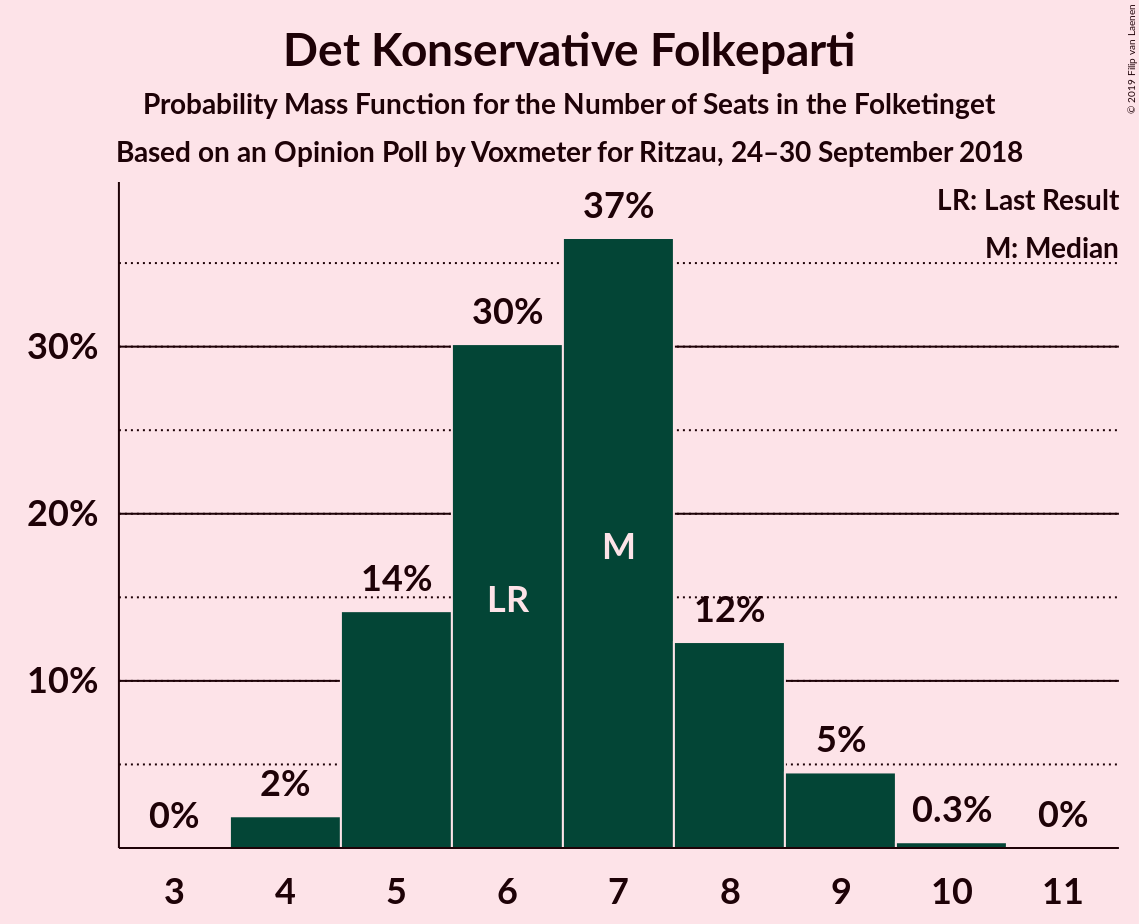 Det Konservative Folkeparti
Probability Mass Function for the Number of Seats in the Folketinget
Based on an Opinion Poll by Voxmeter for Ritzau, 24–30 September 2018
© 2019 Filip van Laenen
LR: Last Result
M: Median
37%
30%
30%
M
20%
14%
LR
12%
10%
5%
2%
0%
0.3%
0%
3 4 5 6 7 8 9 10 11